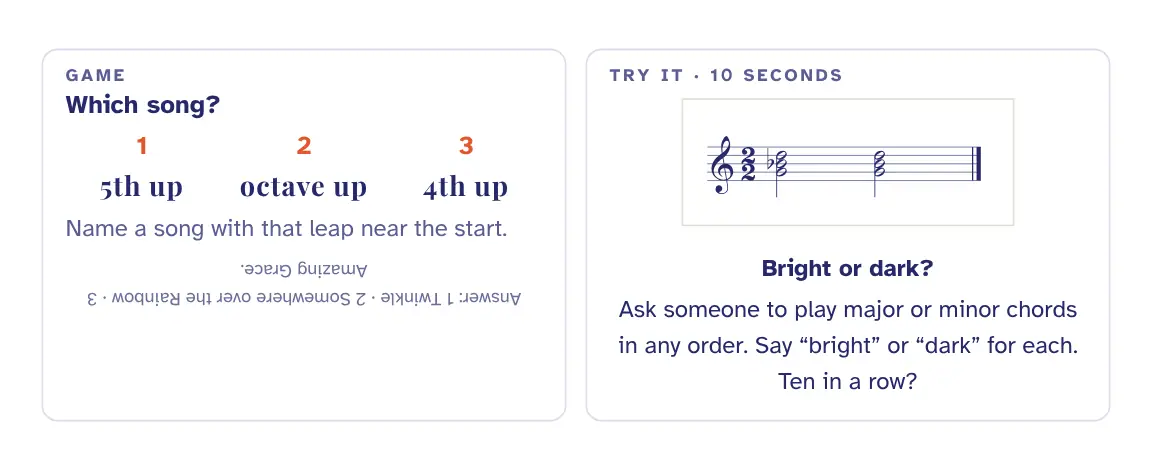 GAME
Which song?
1 2 3
5th up octave up 4th up
Name a song with that leap near the start.
Answer: 1 Twinkle · 2 Somewhere over the Rainbow · 3
Amazing Grace.
TRY IT · 10 SECONDS
2
2
Bright or dark?
Ask someone to play major or minor chords
in any order. Say “bright” or “dark” for each.
Ten in a row?